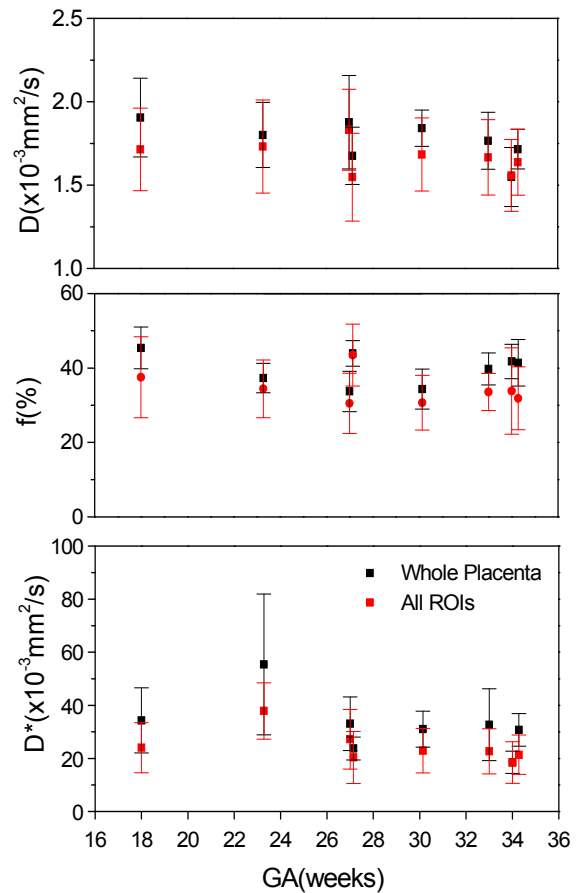 2.5
2.0
1.5
1.0
D(x10⁻³mm²/s)
60
40
20
0
f(%)
100
80
60
40
20
0
D*(x10⁻³mm²/s)
Whole Placenta
All ROIs
16 18 20 22 24 26 28 30 32 34 36
GA(weeks)